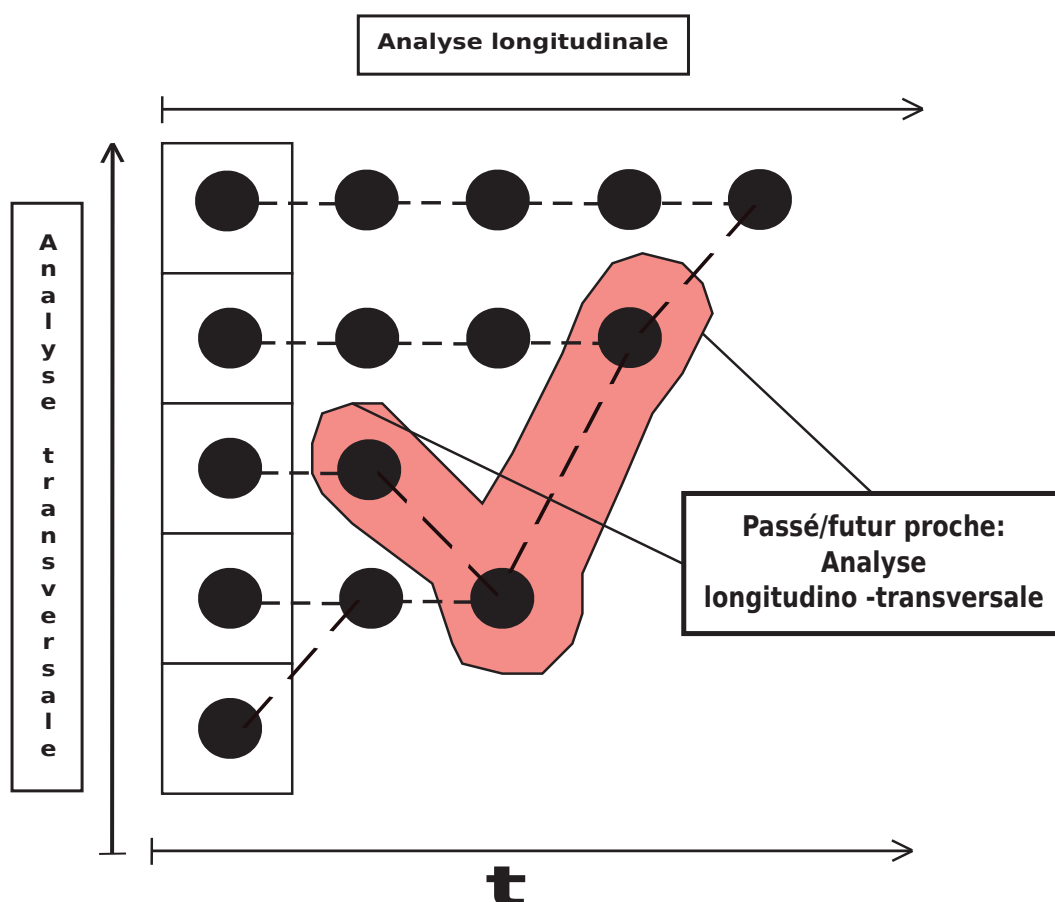 Analyse longitudinale
Analyse transversale
Passé/futur proche:
Analyse
longitudino -transversale
t